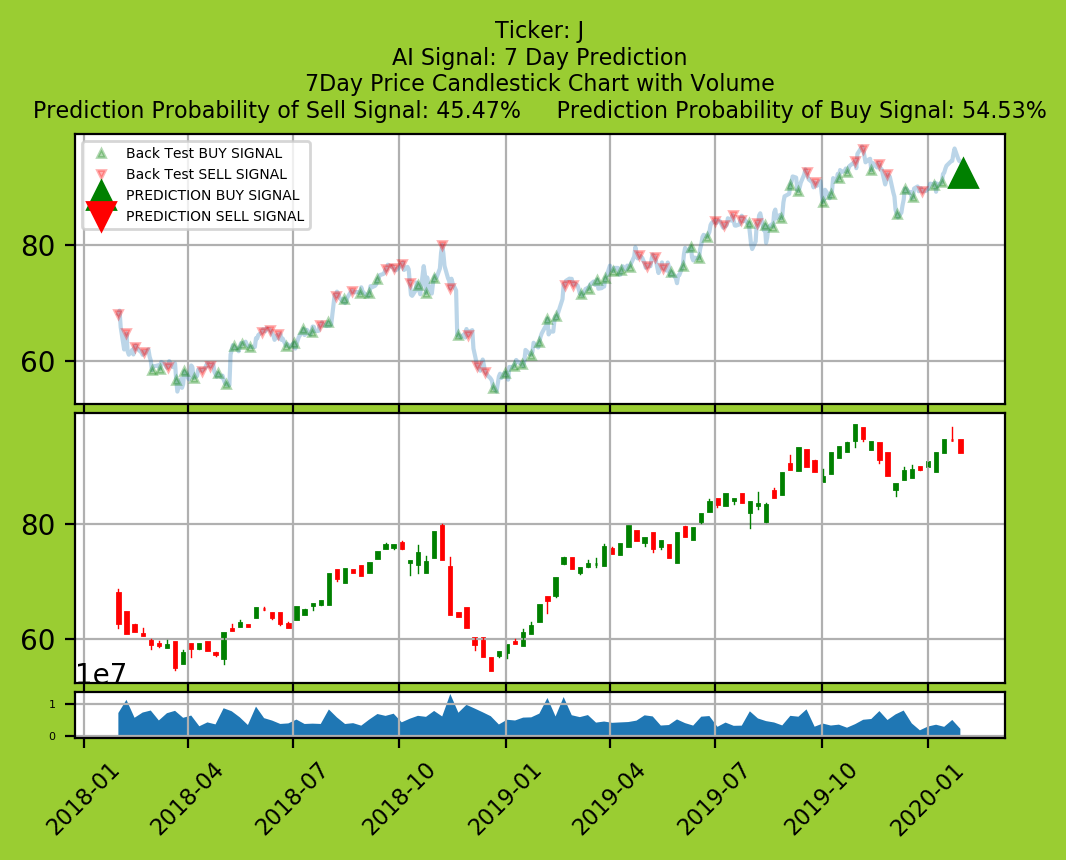 Ticker: J
AI Signal: 7 Day Prediction
7Day Price Candlestick Chart with Volume
Prediction Probability of Sell Signal: 45.47% Prediction Probability of Buy Signal: 54.53%
Back Test BUY SIGNAL
Back Test SELL SIGNAL
PREDICTION BUY SIGNAL
PREDICTION SELL SIGNAL
80
60
80
60
1e7
1
0
2018-01 2018-04 2018-07 2018-10 2019-01 2019-04 2019-07 2019-10 2020-01